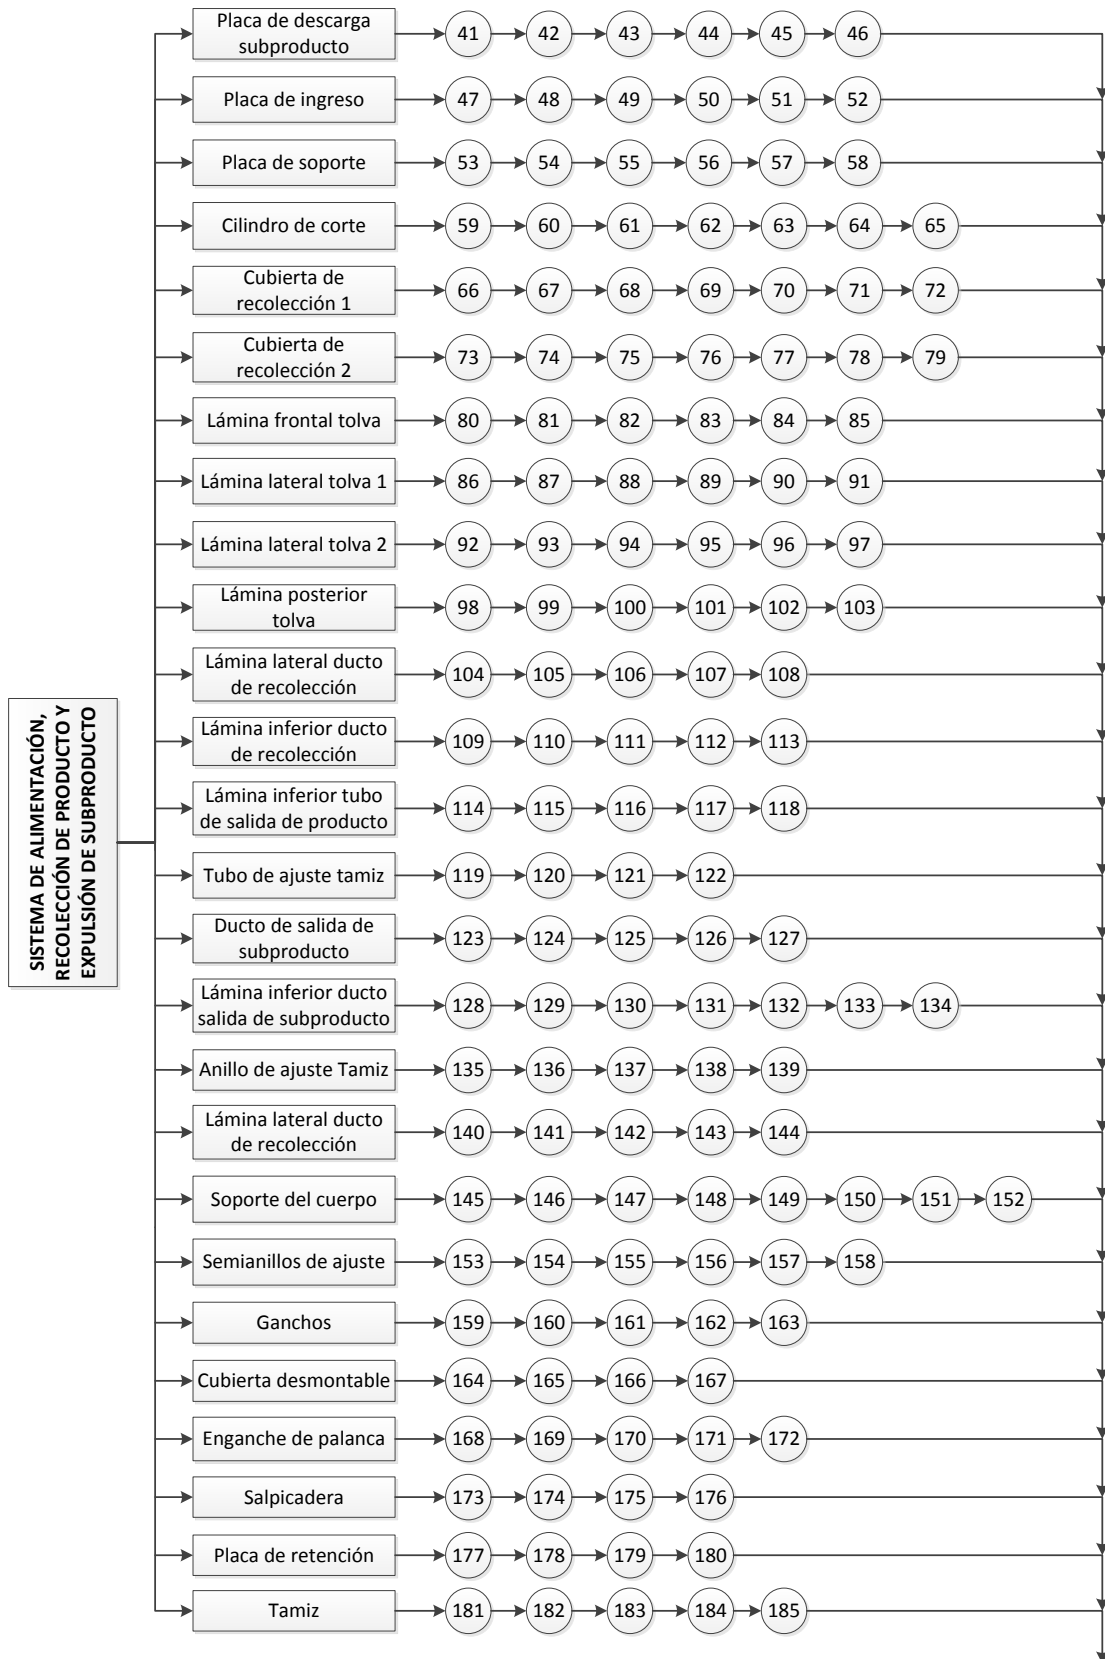 Placa de descarga
subproducto
41 42 43 44 45 46
Placa de ingreso
47 48 49 50 51 52
Placa de soporte
53 54 55 56 57 58
Cilindro de corte
59 60 61 62 63 64 65
Cubierta de
recolección 1
66 67 68 69 70 71 72
Cubierta de
recolección 2
73 74 75 76 77 78 79
Lámina frontal tolva
80 81 82 83 84 85
Lámina lateral tolva 1
86 87 88 89 90 91
Lámina lateral tolva 2
92 93 94 95 96 97
Lámina posterior
tolva
98 99 100 101 102 103
Lámina lateral ducto
de recolección
104 105 106 107 108
SISTEMA DE ALIMENTACIÓN,
RECOLECCIÓN DE PRODUCTO Y
EXPULSIÓN DE SUBPRODUCTO
Lámina inferior ducto
de recolección
109 110 111 112 113
Lámina inferior tubo
de salida de producto
114 115 116 117 118
Tubo de ajuste tamiz
119 120 121 122
Ducto de salida de
subproducto
123 124 125 126 127
Lámina inferior ducto
salida de subproducto
128 129 130 131 132 133 134
Anillo de ajuste Tamiz
135 136 137 138 139
Lámina lateral ducto
de recolección
140 141 142 143 144
Soporte del cuerpo
145 146 147 148 149 150 151 152
Semianillos de ajuste
153 154 155 156 157 158
Ganchos
159 160 161 162 163
Cubierta desmontable
164 165 166 167
Enganche de palanca
168 169 170 171 172
Salpicadera
173 174 175 176
Placa de retención
177 178 179 180
Tamiz
181 182 183 184 185